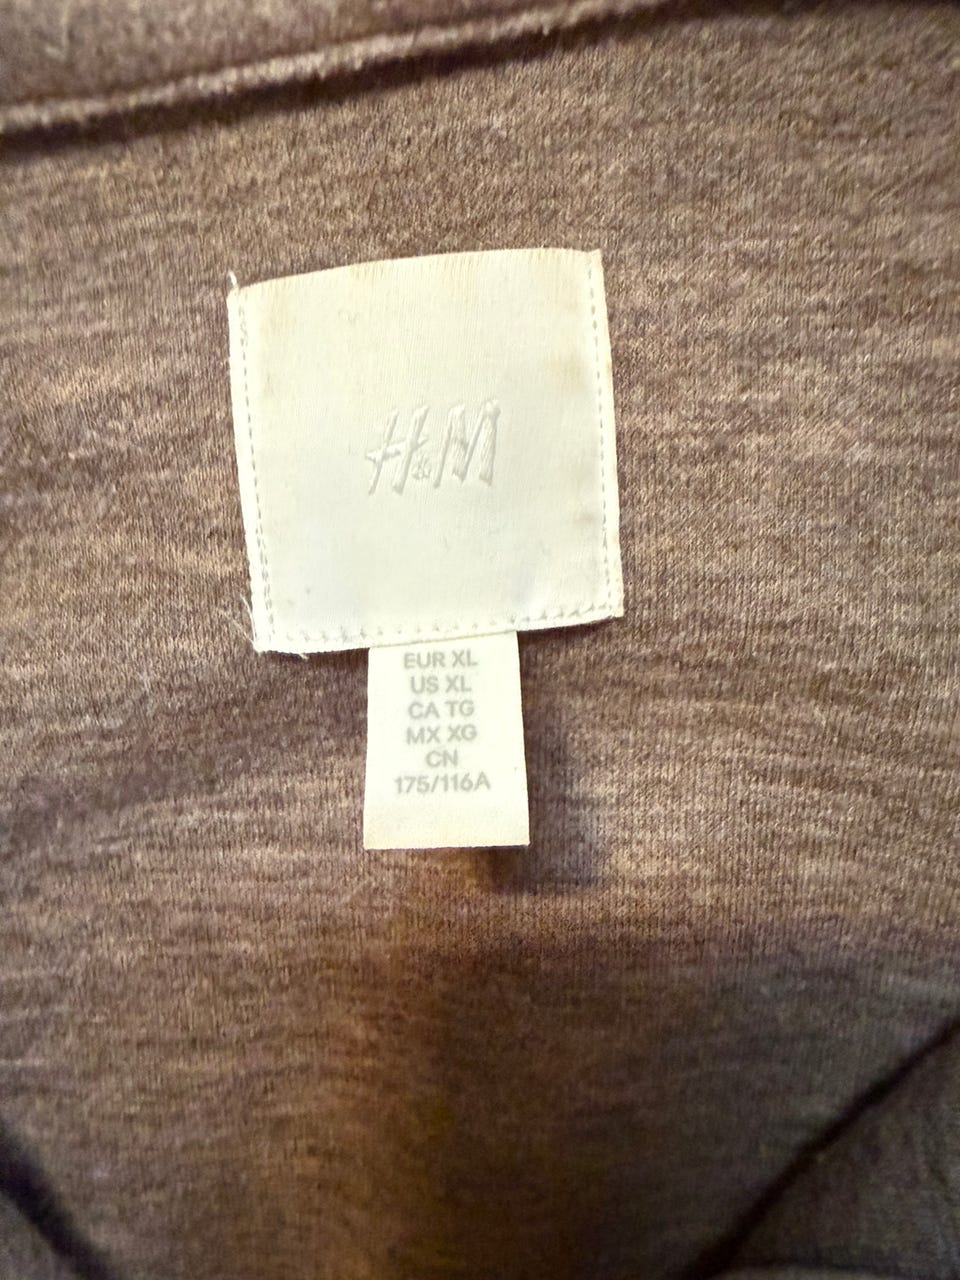 H&M
EUR XL
US XL
CA TG
MX XG
CN
175/116A